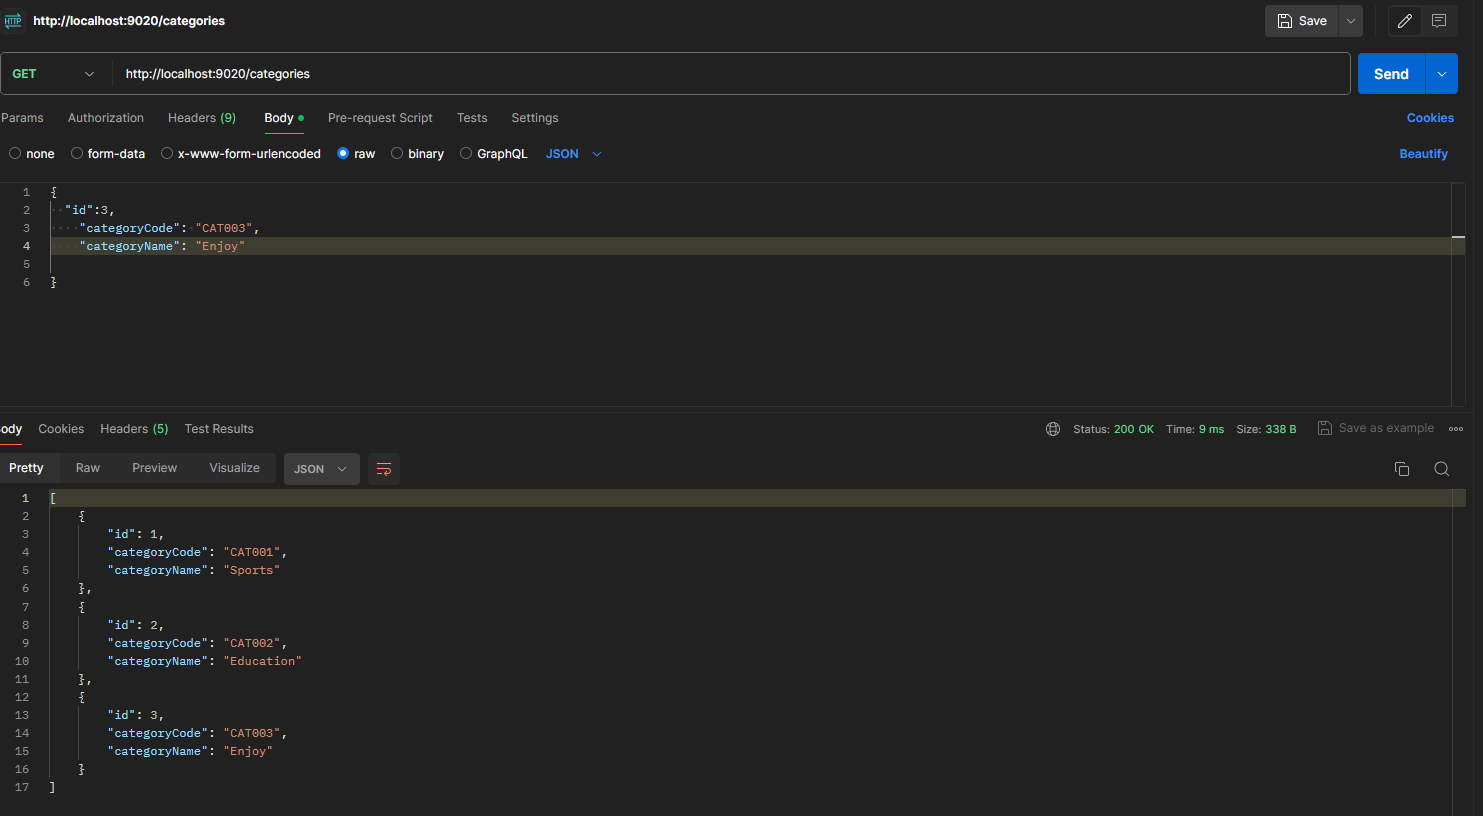 HTTP http://localhost:9020/categories Save
GET http://localhost:9020/categories Send
Params Authorization Headers (9) Body Pre-request Script Tests Settings Cookies
none form-data x-www-form-urlencoded raw binary GraphQL JSON Beautify
1 {
2 "id":3,
3 "categoryCode": "CAT003",
4 "categoryName": "Enjoy"
5
6 }
ody Cookies Headers (5) Test Results Status: 200 OK Time: 9 ms Size: 338 B Save as example
Pretty Raw Preview Visualize JSON
1 [
2 {
3 "id": 1,
4 "categoryCode": "CAT001",
5 "categoryName": "Sports"
6 },
7 {
8 "id": 2,
9 "categoryCode": "CAT002",
10 "categoryName": "Education"
11 },
12 {
13 "id": 3,
14 "categoryCode": "CAT003",
15 "categoryName": "Enjoy"
16 }
17 ]